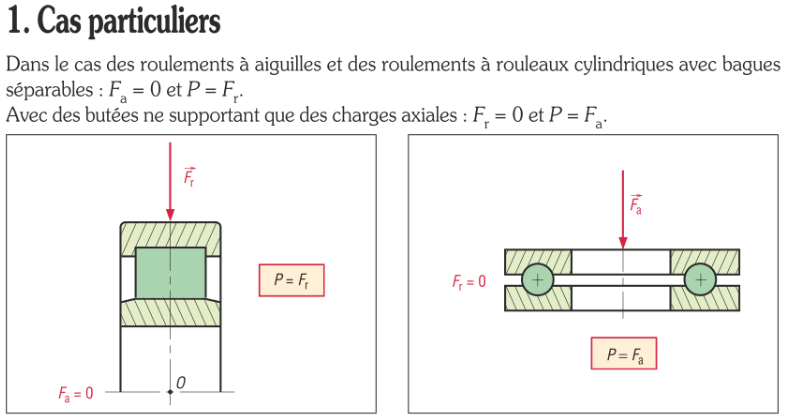 1. Cas particuliers
Dans le cas des roulements à aiguilles et des roulements à rouleaux cylindriques avec bagues
séparables : Fₐ = 0 et P = Fᵣ.
Avec des butées ne supportant que des charges axiales : Fᵣ = 0 et P = Fₐ.
F⃗ᵣ
P = Fᵣ
Fₐ = 0
O
F⃗ₐ
Fᵣ = 0
P = Fₐ